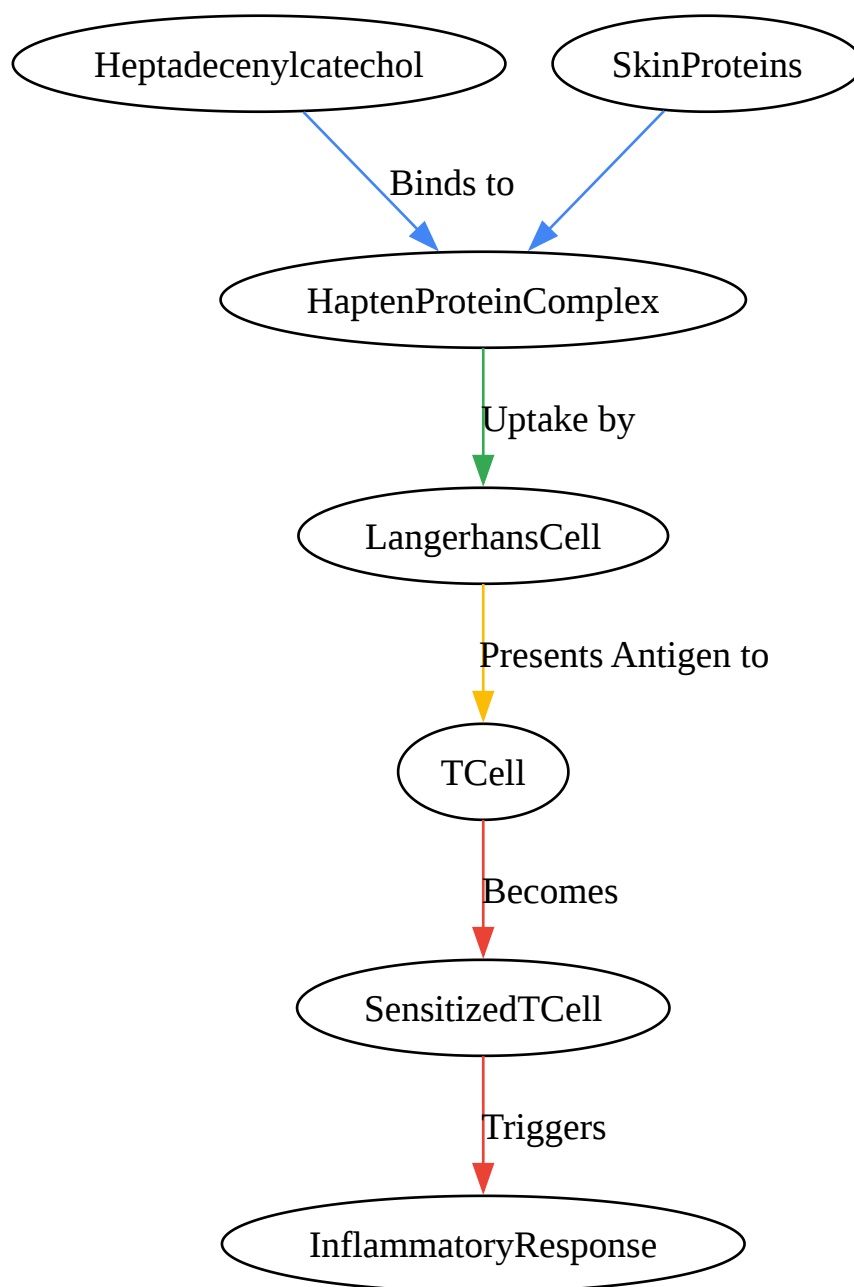 Heptadecenylcatechol
SkinProteins
Binds to
HaptenProteinComplex
Uptake by
LangerhansCell
Presents Antigen to
TCell
Becomes
SensitizedTCell
Triggers
InflammatoryResponse